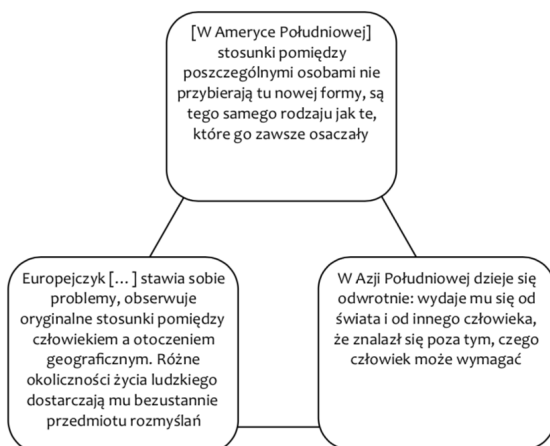 [W Ameryce Południowej]
stosunki pomiędzy
poszczególnymi osobami nie
przybierają tu nowej formy, są
tego samego rodzaju jak te,
które go zawsze osaczały
Europejczyk [...] stawia sobie
problemy, obserwuje
oryginalne stosunki pomiędzy
człowiekiem a otoczeniem
geograficznym. Różne
okoliczności życia ludzkiego
dostarczają mu bezustannie
przedmiotu rozmyślań
W Azji Południowej dzieje się
odwrotnie: wydaje mu się od
świata i od innego człowieka,
że znalazł się poza tym, czego
człowiek może wymagać